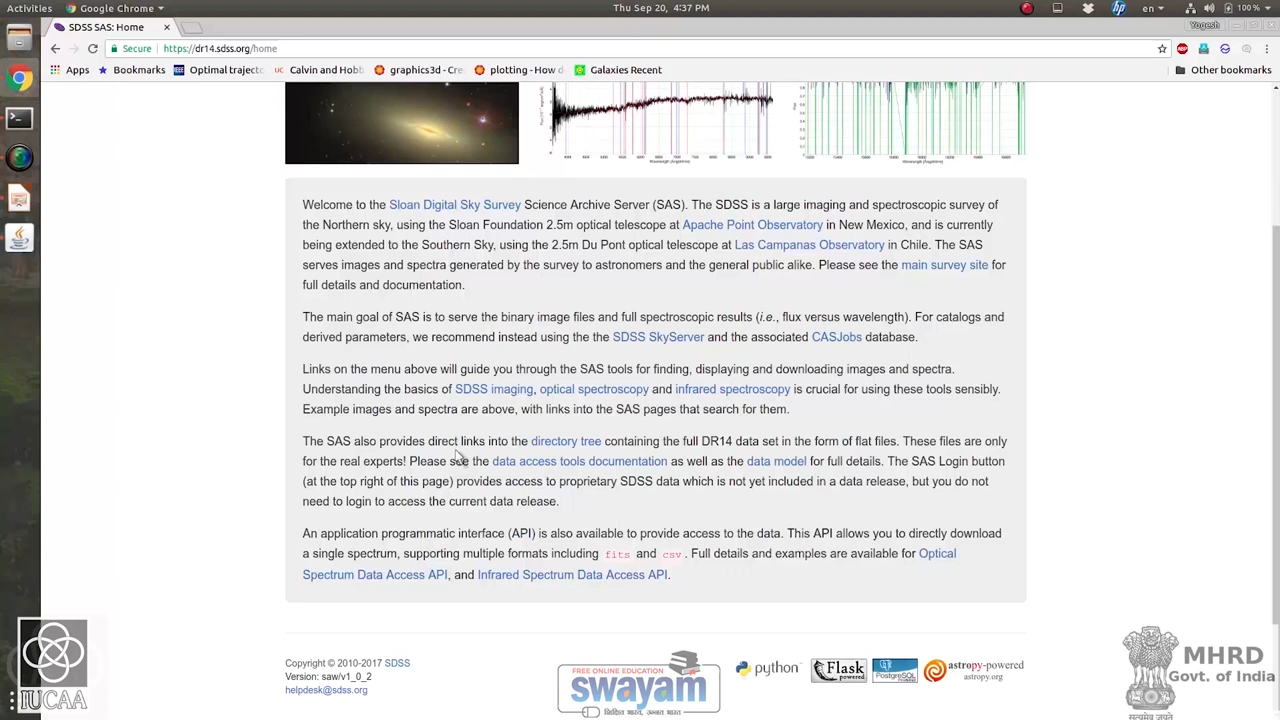 Activities Google Chrome Thu Sep 20, 4:37 PM en 100%
SDSS SAS: Home Yogesh
Secure https://dr14.sdss.org/home
Apps Bookmarks Optimal traject Calvin and Hobb graphics3d - Cre plotting - How d Galaxies Recent Other bookmarks
Wavelength (Angstroms) Wavelength (Angstroms)
Welcome to the Sloan Digital Sky Survey Science Archive Server (SAS). The SDSS is a large imaging and spectroscopic survey of
the Northern sky, using the Sloan Foundation 2.5m optical telescope at Apache Point Observatory in New Mexico, and is currently
being extended to the Southern Sky, using the 2.5m Du Pont optical telescope at Las Campanas Observatory in Chile. The SAS
serves images and spectra generated by the survey to astronomers and the general public alike. Please see the main survey site for
full details and documentation.
The main goal of SAS is to serve the binary image files and full spectroscopic results (i.e., flux versus wavelength). For catalogs and
derived parameters, we recommend instead using the the SDSS SkyServer and the associated CASJobs database.
Links on the menu above will guide you through the SAS tools for finding, displaying and downloading images and spectra.
Understanding the basics of SDSS imaging, optical spectroscopy and infrared spectroscopy is crucial for using these tools sensibly.
Example images and spectra are above, with links into the SAS pages that search for them.
The SAS also provides direct links into the directory tree containing the full DR14 data set in the form of flat files. These files are only
for the real experts! Please see the data access tools documentation as well as the data model for full details. The SAS Login button
(at the top right of this page) provides access to proprietary SDSS data which is not yet included in a data release, but you do not
need to login to access the current data release.
An application programmatic interface (API) is also available to provide access to the data. This API allows you to directly download
a single spectrum, supporting multiple formats including fits and csv. Full details and examples are available for Optical
Spectrum Data Access API, and Infrared Spectrum Data Access API.
Copyright © 2010-2017 SDSS
Version: saw/v1_0_2
helpdesk@sdss.org
IUCAA
FREE ONLINE EDUCATION
swayam
शिक्षित भारत, उन्नत भारत
python
Flask
powered
PostgreSQL
astropy-powered
astropy.org
सत्यमेव जयते
MHRD
Govt. of India